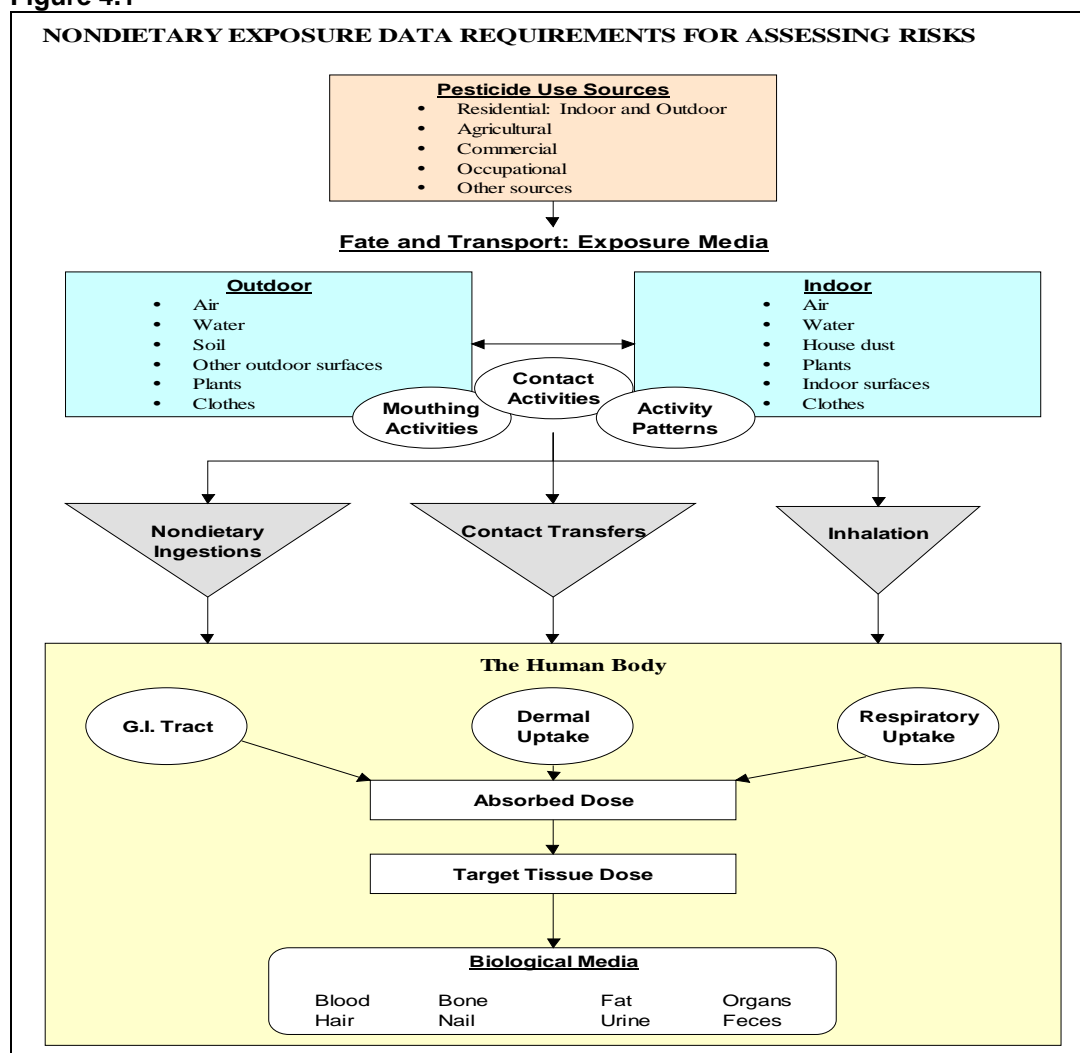 Figure 4.1
NONDIETARY EXPOSURE DATA REQUIREMENTS FOR ASSESSING RISKS
Pesticide Use Sources
• Residential: Indoor and Outdoor
• Agricultural
• Commercial
• Occupational
• Other sources
Fate and Transport: Exposure Media
Outdoor
• Air
• Water
• Soil
• Other outdoor surfaces
• Plants
• Clothes
Indoor
• Air
• Water
• House dust
• Plants
• Indoor surfaces
• Clothes
Mouthing
Activities
Contact
Activities
Activity
Patterns
Nondietary
Ingestions
Contact Transfers
Inhalation
The Human Body
G.I. Tract
Dermal
Uptake
Respiratory
Uptake
Absorbed Dose
Target Tissue Dose
Biological Media
Blood Bone Fat Organs
Hair Nail Urine Feces